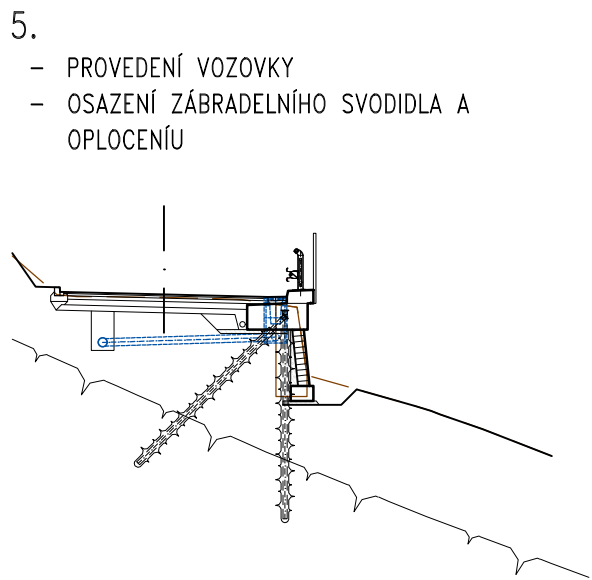 5.
– PROVEDENÍ VOZOVKY
– OSAZENÍ ZÁBRADELNÍHO SVODIDLA A
OPLOCENÍU